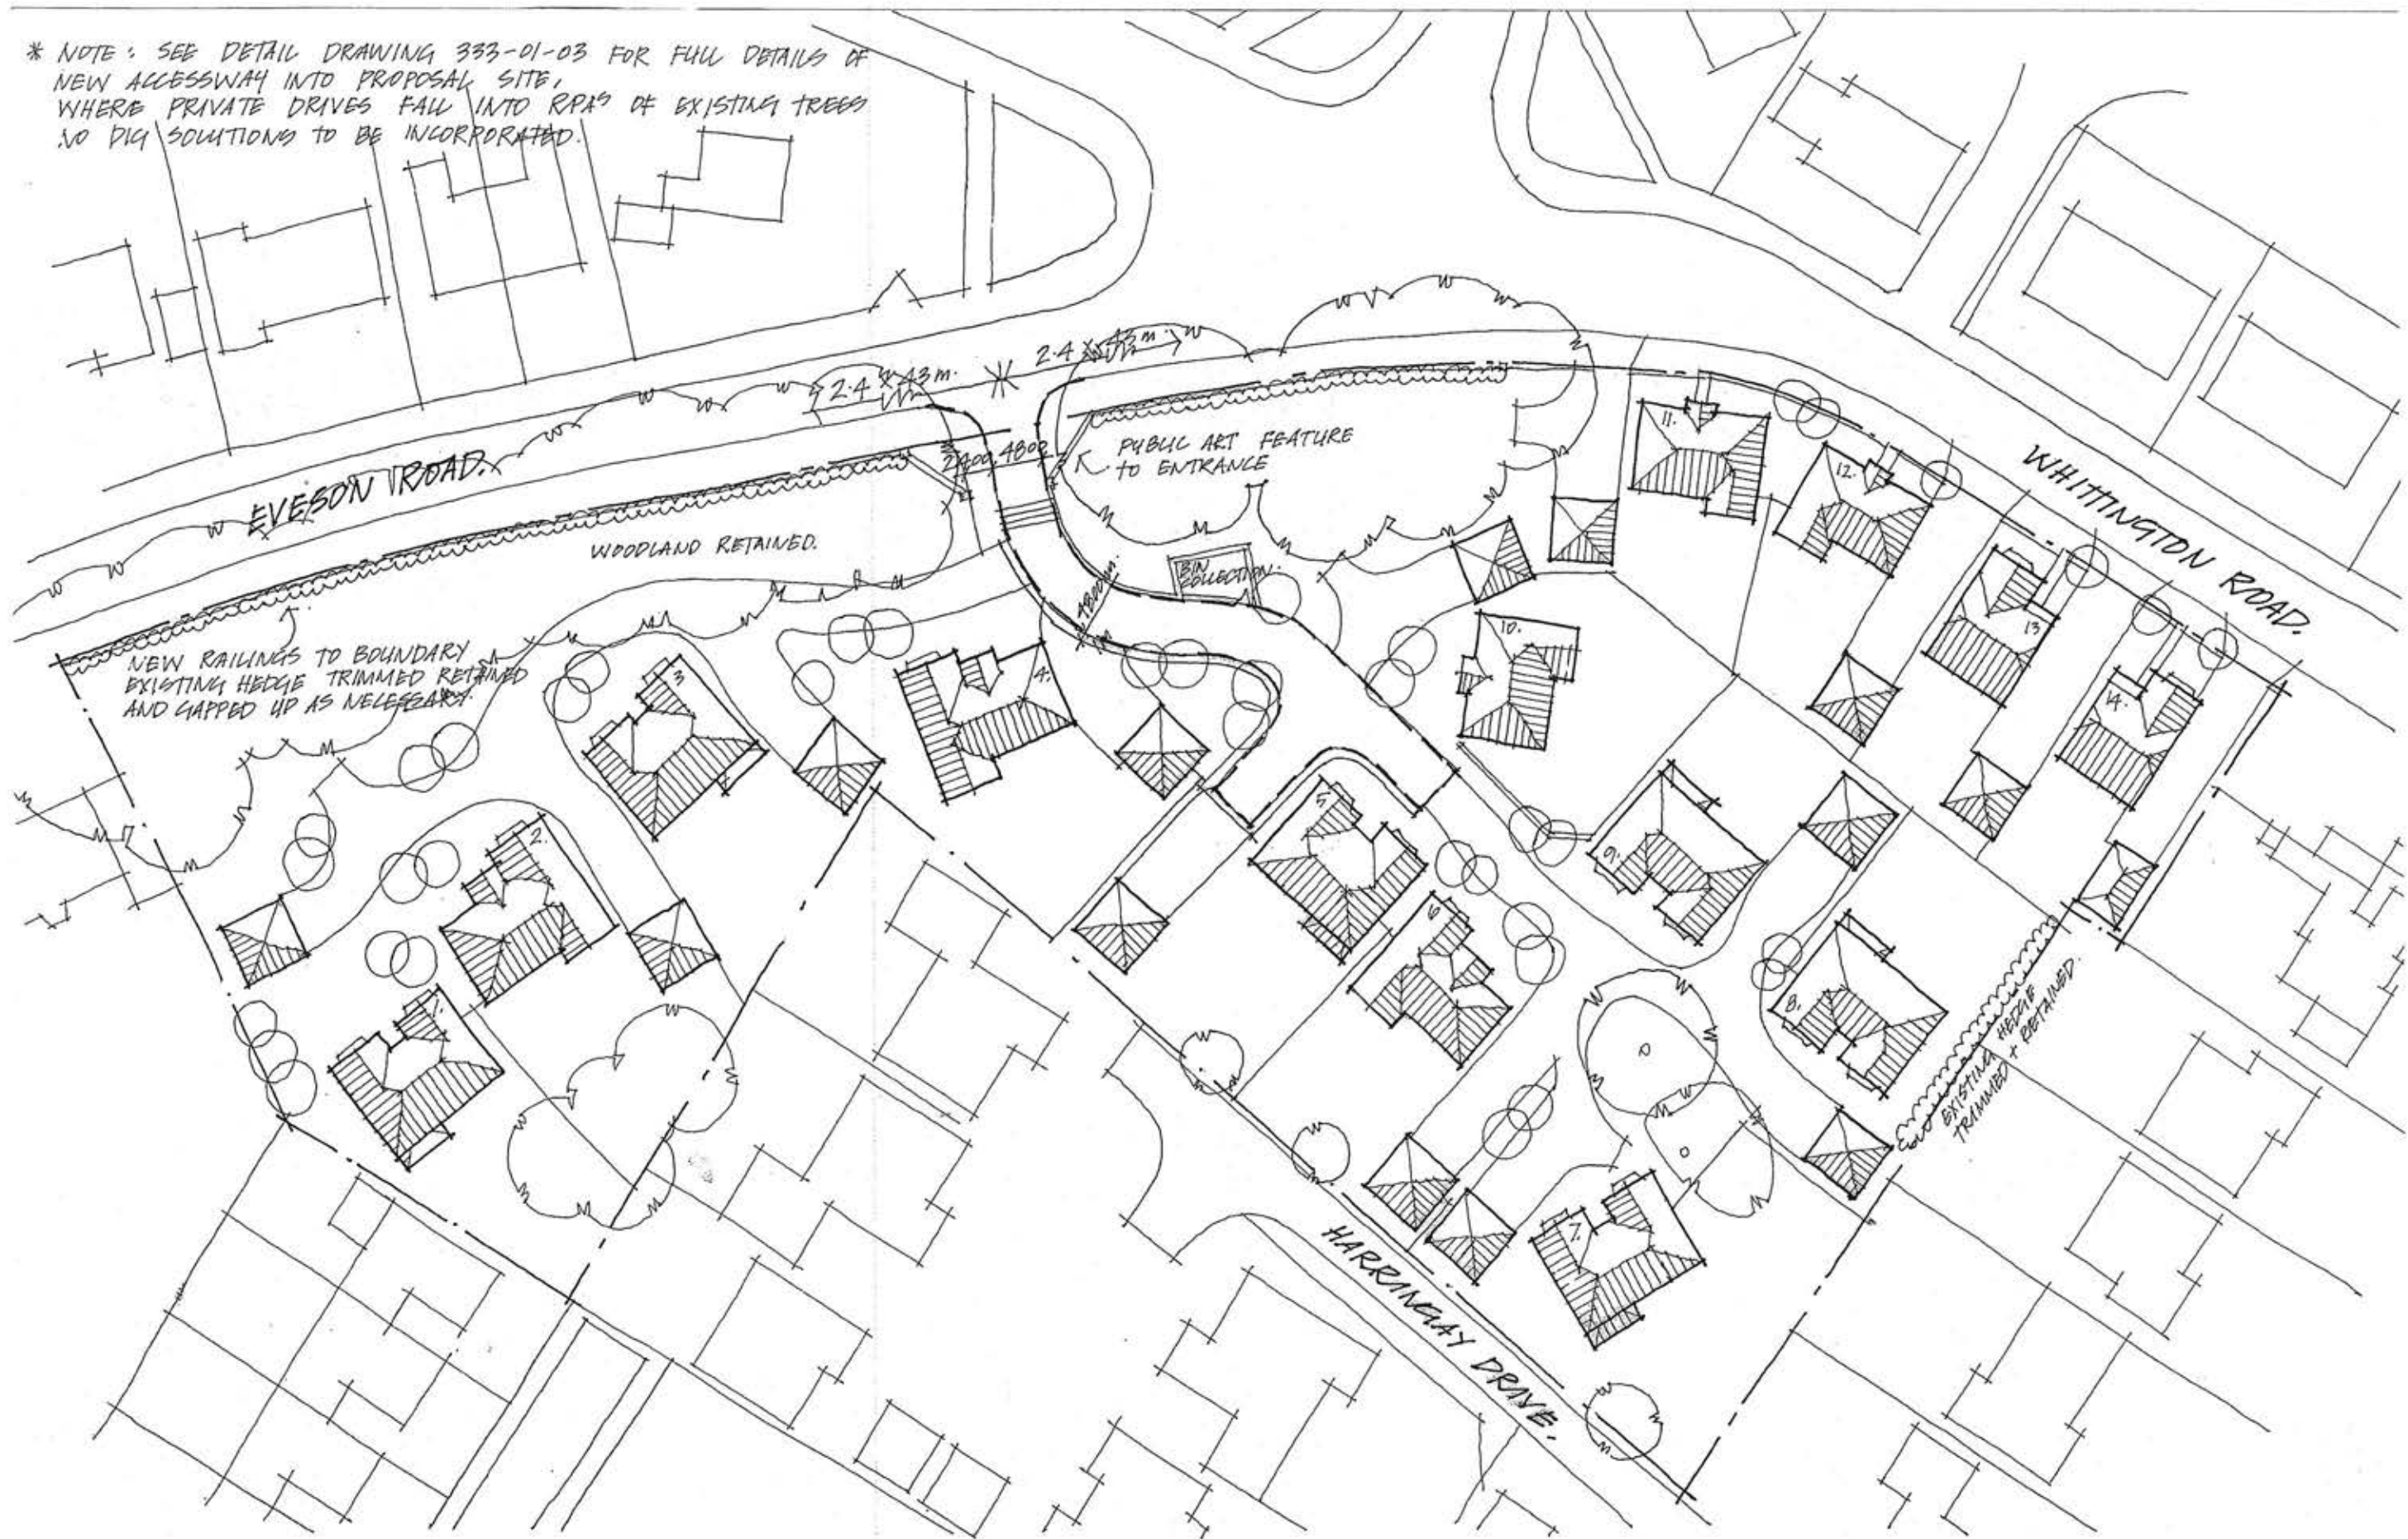 * NOTE: SEE DETAIL DRAWING 333-01-03 FOR FULL DETAILS OF
NEW ACCESSWAY INTO PROPOSAL SITE,
WHERE PRIVATE DRIVES FALL INTO RPAS OF EXISTING TREES
NO DIG SOLUTIONS TO BE INCORPORATED.
2.4 x 43m.
2.4 x 43m.
EVESON ROAD.
2400 4800
PUBLIC ART FEATURE
TO ENTRANCE
WOODLAND RETAINED.
BIN
COLLECTION.
4800
NEW RAILINGS TO BOUNDARY
EXISTING HEDGE TRIMMED RETAINED
AND GAPPED UP AS NECESSARY.
WHITTINGTON ROAD.
11.
12.
13
14.
10.
3
4.
2.
1.
5.
6
9.
8.
7.
EXISTING HEDGE
TRIMMED + RETAINED.
HARRINGAY DRIVE.